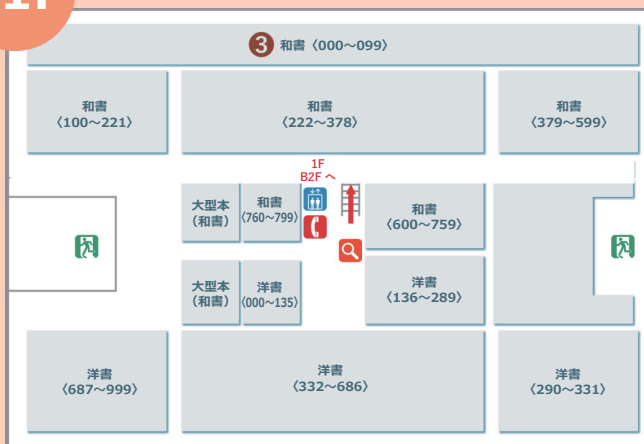 ❸ 和書〈000～099〉
和書
〈100～221〉
和書
〈222～378〉
和書
〈379～599〉
1F
B2F へ
大型本
（和書）
和書
〈760～799〉
和書
〈600～759〉
大型本
（和書）
洋書
〈000～135〉
洋書
〈136～289〉
洋書
〈687～999〉
洋書
〈332～686〉
洋書
〈290～331〉